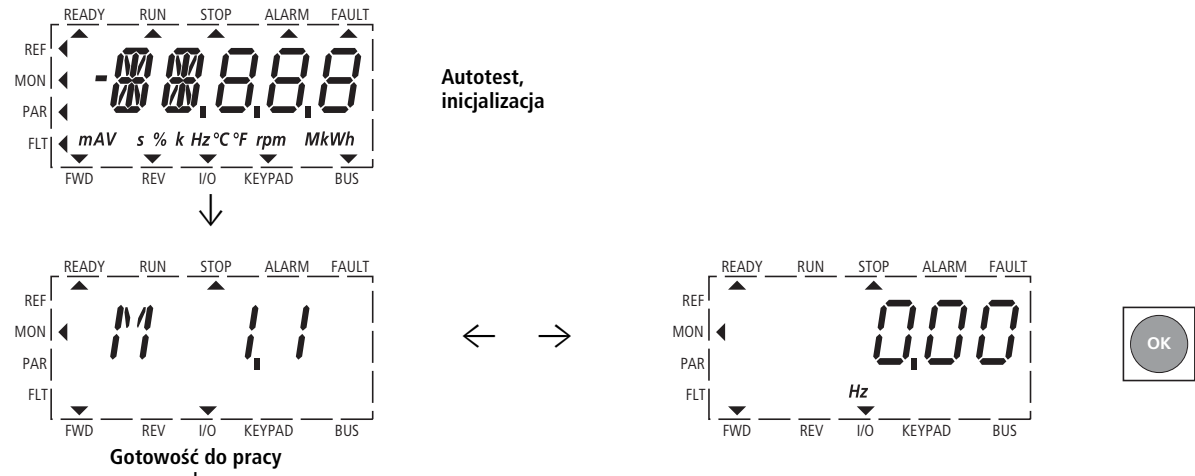 READY RUN STOP ALARM FAULT
REF
MON
PAR
FLT
-88.8.8.8
mAV s % k Hz°C°F rpm MkWh
FWD REV I/O KEYPAD BUS
Autotest,
inicjalizacja
READY RUN STOP ALARM FAULT
REF
MON
PAR
FLT
M 1.1
FWD REV I/O KEYPAD BUS
Gotowość do pracy
READY RUN STOP ALARM FAULT
REF
MON
PAR
FLT
0.00
Hz
FWD REV I/O KEYPAD BUS
OK